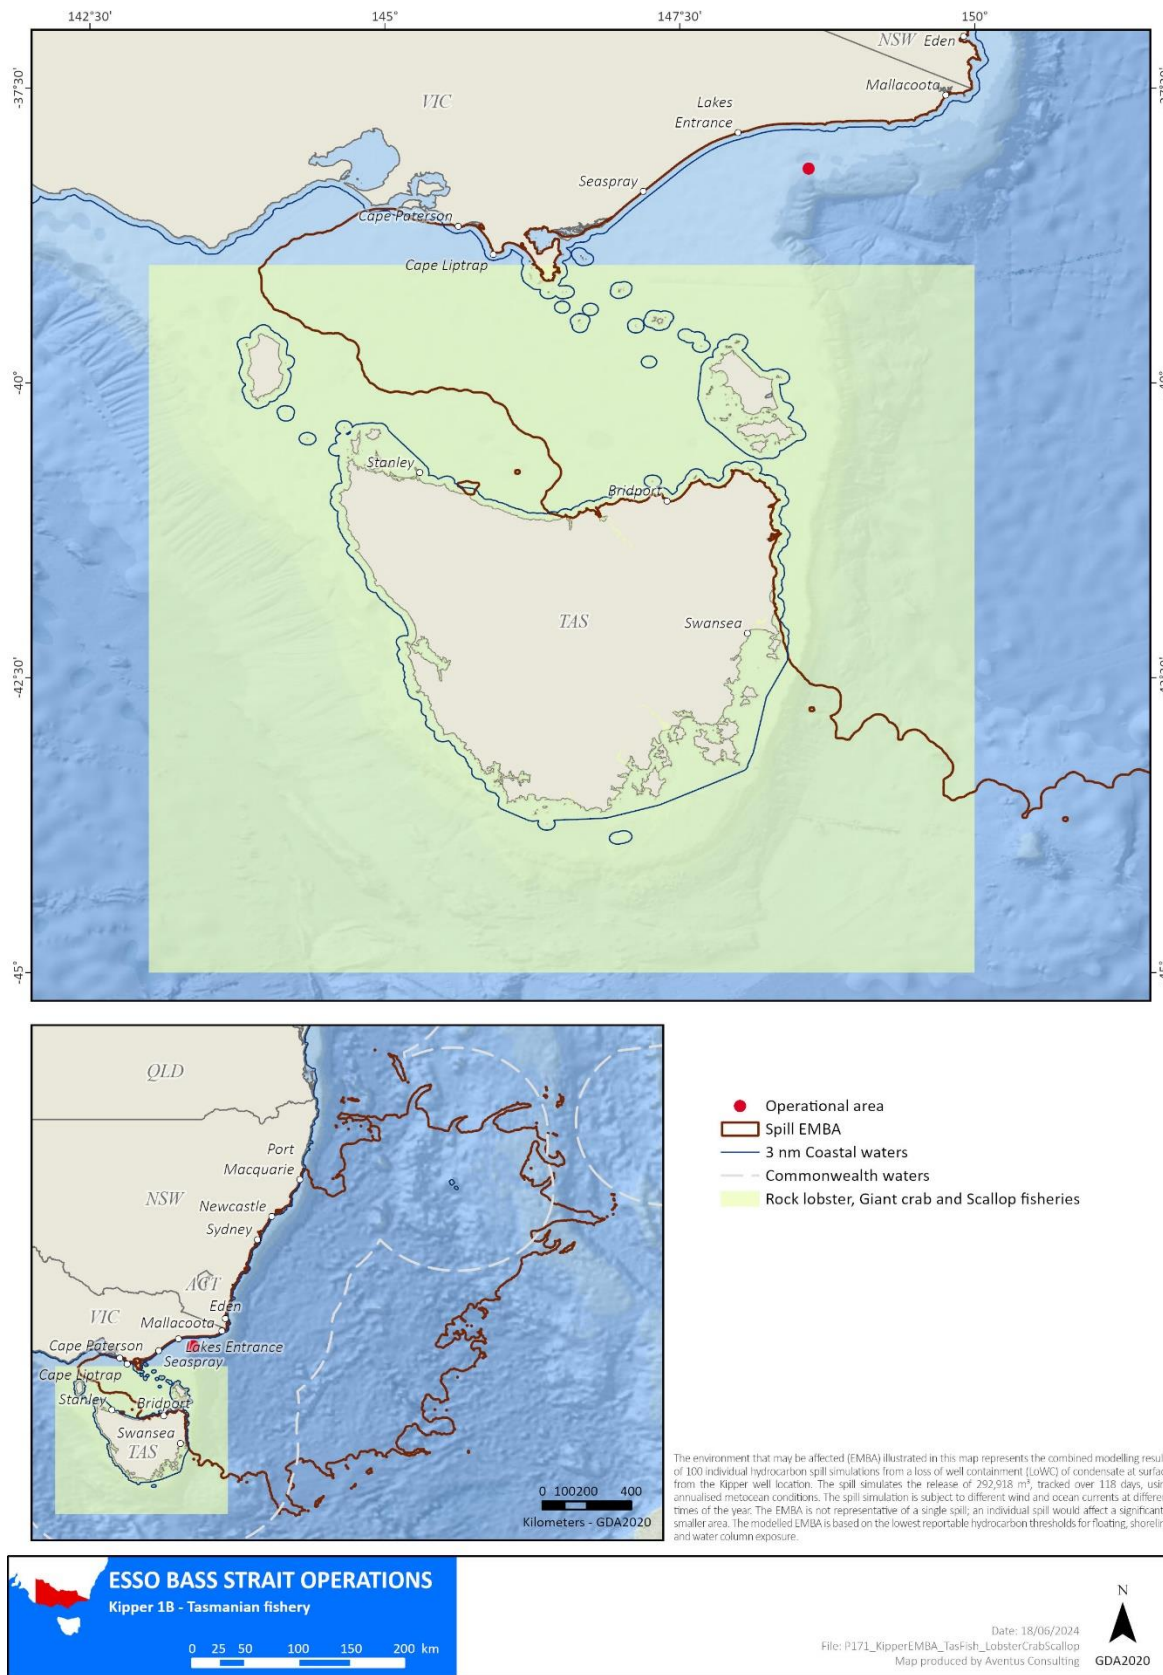 142°30'
145°
147°30'
150°
NSW
Eden
-37°30'
Mallacoota
VIC
Lakes
Entrance
Seaspray
Cape Paterson
Cape Liptrap
-40°
-40°
Stanley
Bridport
TAS
Swansea
-42°30'
-45°
-45°
QLD
Port
Macquarie
NSW
Newcastle
Sydney
ACT
Eden
VIC
Mallacoota
Cape Paterson
Lakes Entrance
Seaspray
Cape Liptrap
Stanley
Bridport
Swansea
TAS
0 100200 400
Kilometers - GDA2020
Operational area
Spill EMBA
3 nm Coastal waters
Commonwealth waters
Rock lobster, Giant crab and Scallop fisheries
The environment that may be affected (EMBA) illustrated in this map represents the combined modelling resul
of 100 individual hydrocarbon spill simulations from a loss of well containment (LoWC) of condensate at surfac
from the Kipper well location. The spill simulates the release of 292,918 m³, tracked over 118 days, usin
annualised metocean conditions. The spill simulation is subject to different wind and ocean currents at differe
times of the year. The EMBA is not representative of a single spill; an individual spill would affect a significant
smaller area. The modelled EMBA is based on the lowest reportable hydrocarbon thresholds for floating, shorelin
and water column exposure.
ESSO BASS STRAIT OPERATIONS
Kipper 1B - Tasmanian fishery
0 25 50 100 150 200 km
Date: 18/06/2024
File: P171_KipperEMBA_TasFish_LobsterCrabScallop
Map produced by Aventus Consulting
N
GDA2020